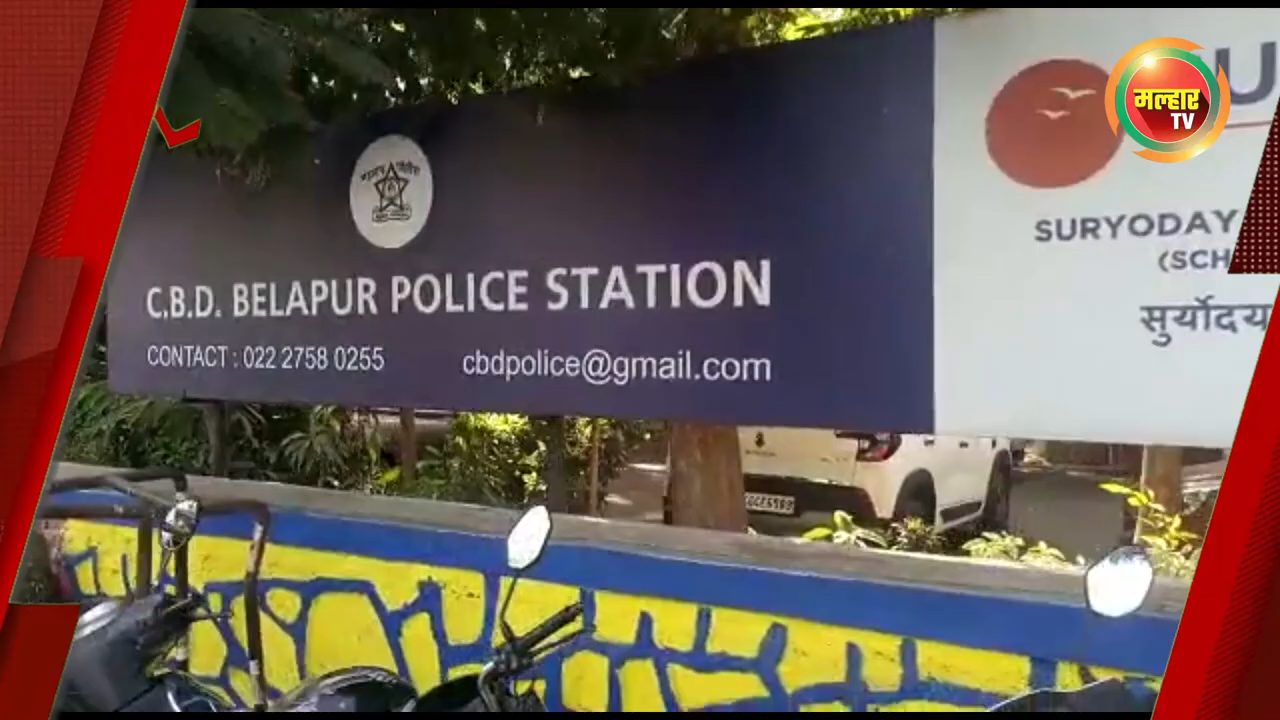 मल्हार
TV
U
SURYODAY
(SCH
सुर्योदय
C.B.D. BELAPUR POLICE STATION
CONTACT : 022 2758 0255
cbdpolice@gmail.com